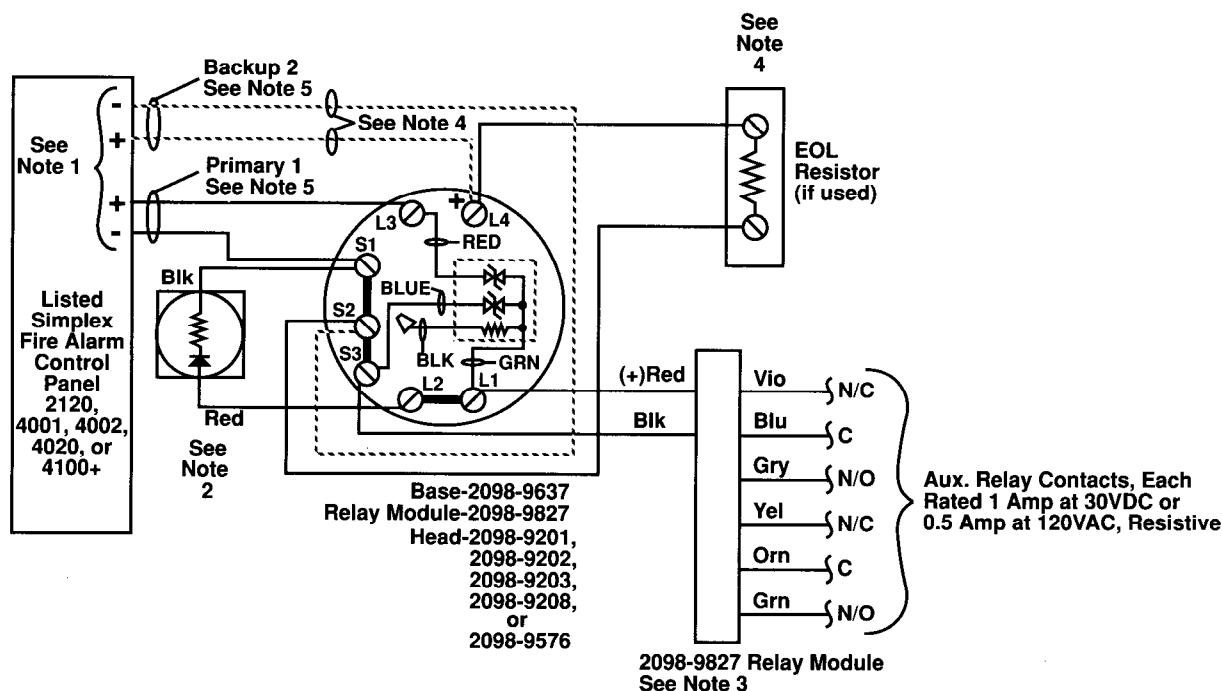 Backup 2
See Note 5
See Note 4
See
Note
4
-
+
See
Note 1
Primary 1
See Note 5
+
-
EOL
Resistor
(if used)
+
L3
L4
RED
S1
Blk
BLUE
S2
S3
BLK
GRN
L2
L1
Listed
Simplex
Fire Alarm
Control
Panel
2120,
4001, 4002,
4020, or
4100+
Red
See
Note
2
(+)Red
Blk
Vio
N/C
Blu
C
Gry
N/O
Yel
N/C
Orn
C
Grn
N/O
Aux. Relay Contacts, Each
Rated 1 Amp at 30VDC or
0.5 Amp at 120VAC, Resistive
Base-2098-9637
Relay Module-2098-9827
Head-2098-9201,
2098-9202,
2098-9203,
2098-9208,
or
2098-9576
2098-9827 Relay Module
See Note 3